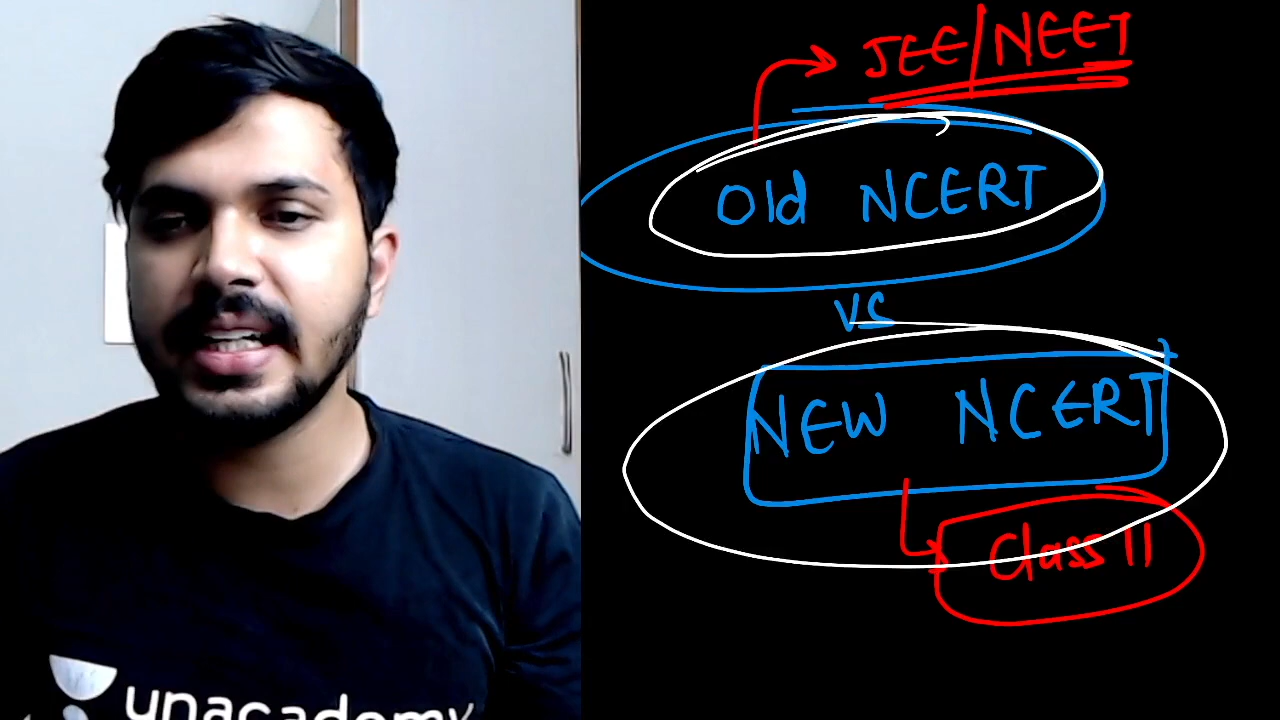 JEE/NEET
Old NCERT
VS
NEW NCERT
Class 11
unacademy